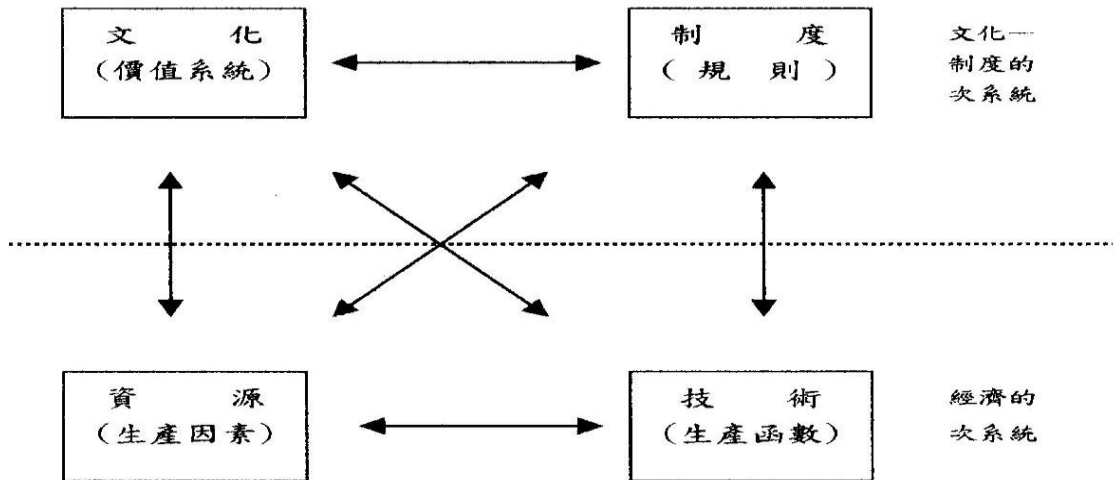 文 化
（價值系統）
制 度
（ 規 則 ）
文化—
制度的
次系統
資 源
（生產因素）
技 術
（生產函數）
經濟的
次系統